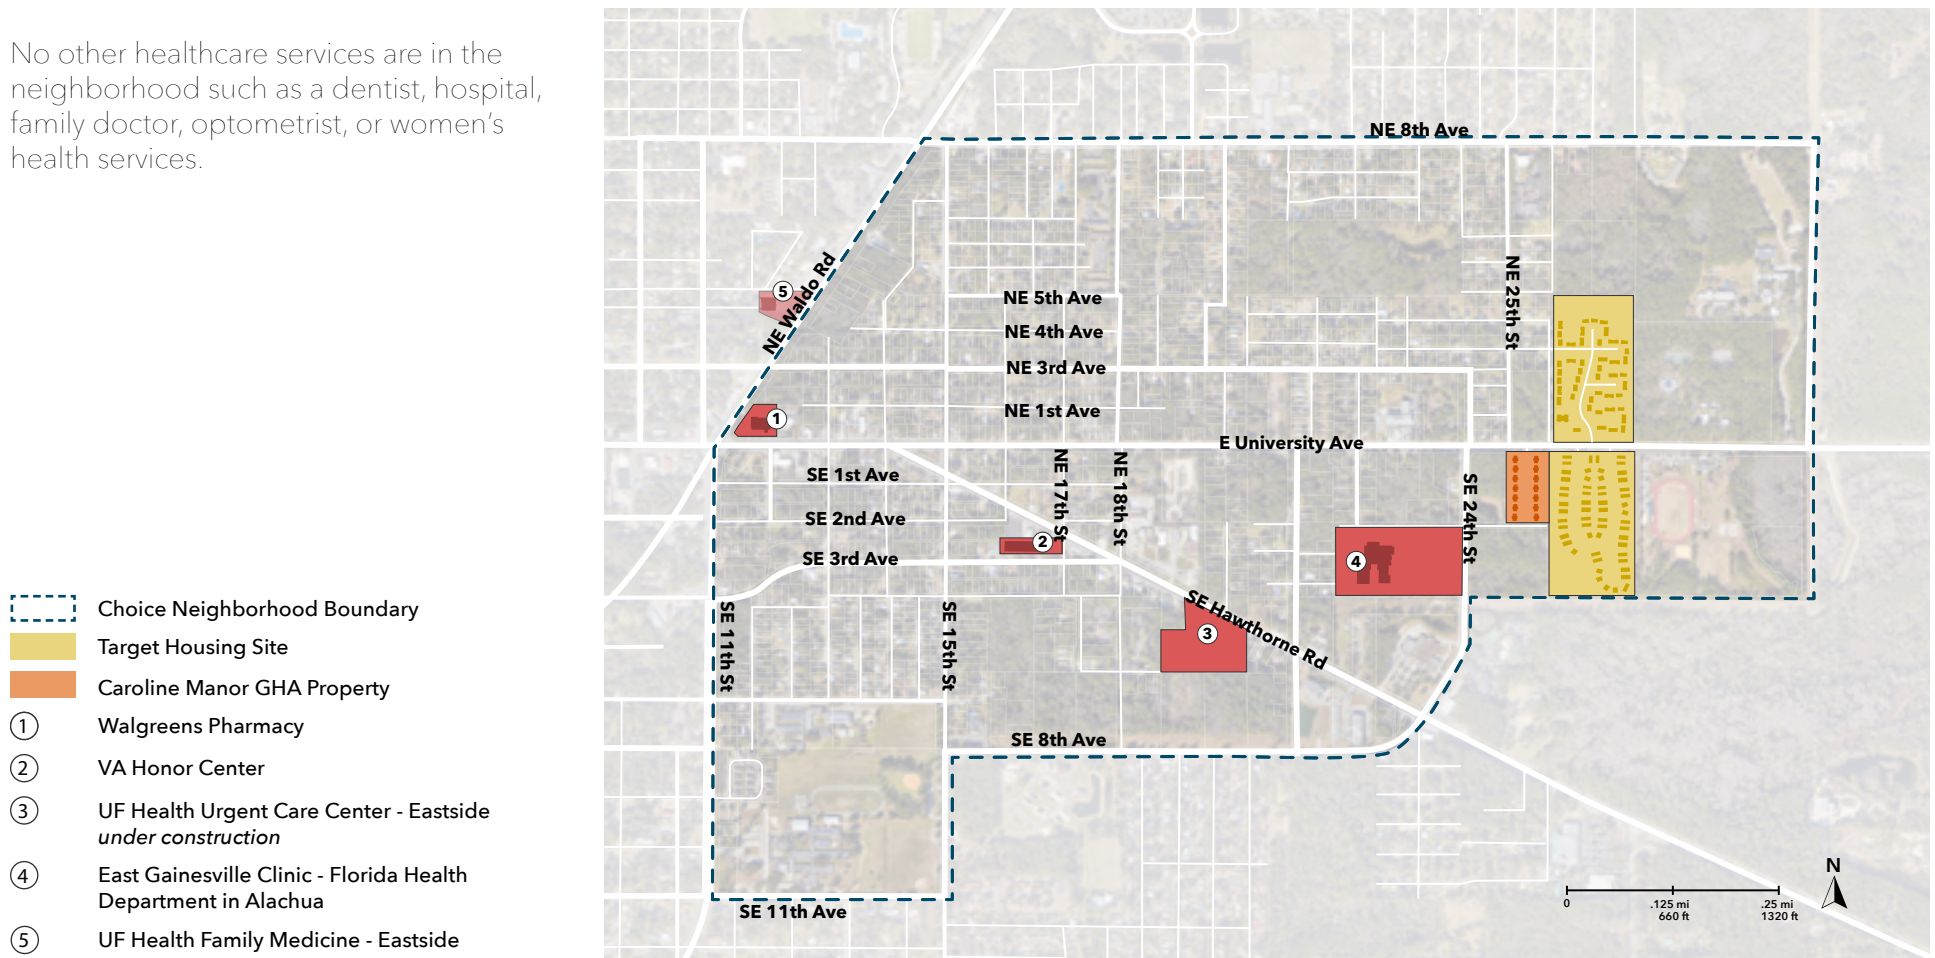 No other healthcare services are in the
neighborhood such as a dentist, hospital,
family doctor, optometrist, or women's
health services.
Choice Neighborhood Boundary
Target Housing Site
Caroline Manor GHA Property
1 Walgreens Pharmacy
2 VA Honor Center
3 UF Health Urgent Care Center - Eastside
under construction
4 East Gainesville Clinic - Florida Health
Department in Alachua
5 UF Health Family Medicine - Eastside
NE 8th Ave
NE Waldo Rd
5
NE 25th St
NE 5th Ave
NE 4th Ave
NE 3rd Ave
NE 1st Ave
1
E University Ave
SE 1st Ave
NE 17th St
NE 18th St
SE 24th St
SE 2nd Ave
2
SE 3rd Ave
4
SE 11th St
SE 15th St
SE Hawthorne Rd
3
SE 8th Ave
SE 11th Ave
N
0
.125 mi
660 ft
.25 mi
1320 ft